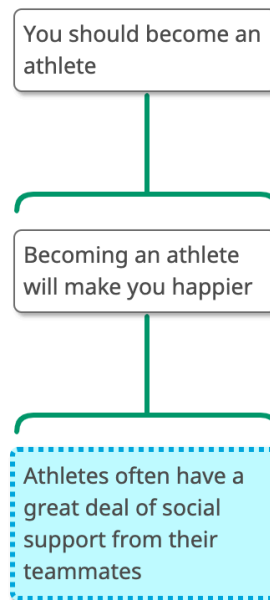 You should become an
athlete
Becoming an athlete
will make you happier
Athletes often have a
great deal of social
support from their
teammates